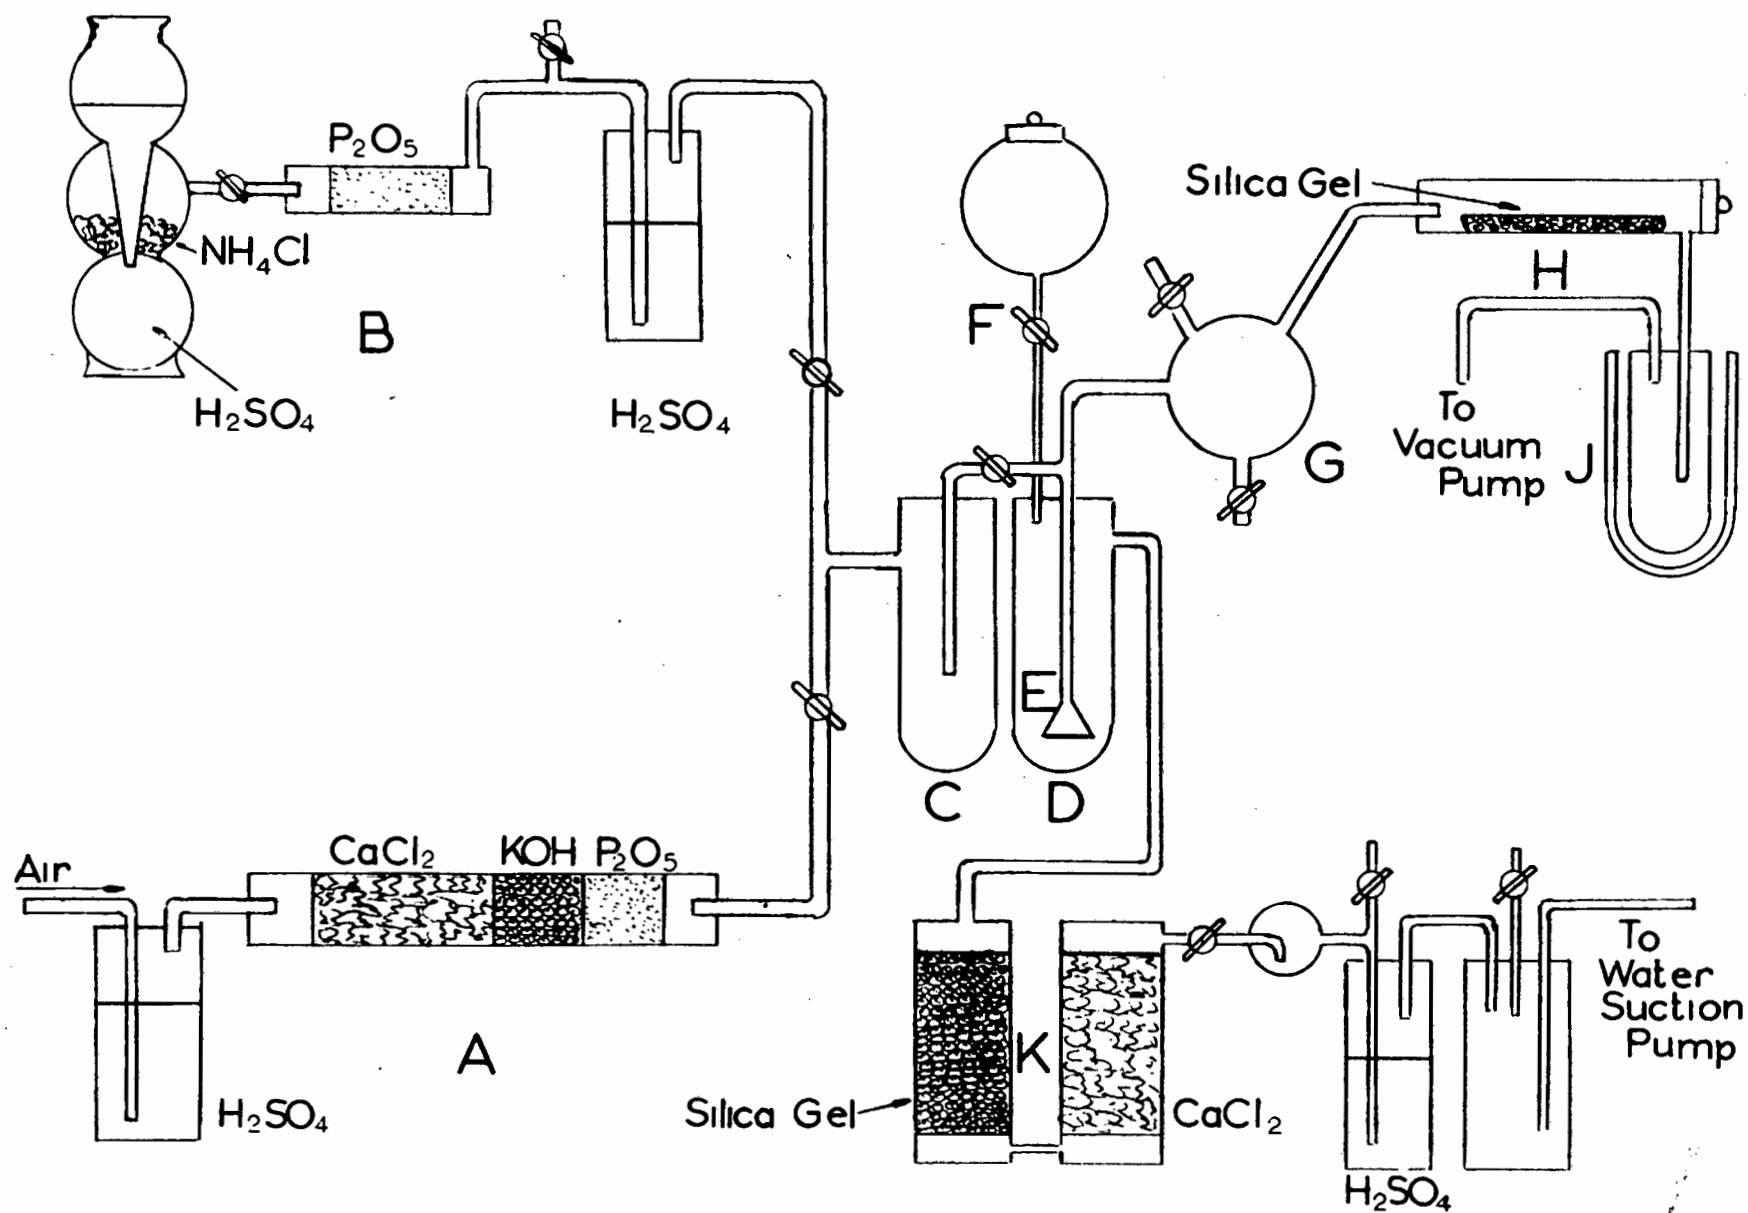 P₂O₅
NH₄Cl
B
H₂SO₄
H₂SO₄
F
Silica Gel
H
G
To
Vacuum
Pump
J
E
C
D
Air
CaCl₂ KOH P₂O₅
A
H₂SO₄
Silica Gel
K
CaCl₂
H₂SO₄
To
Water
Suction
Pump